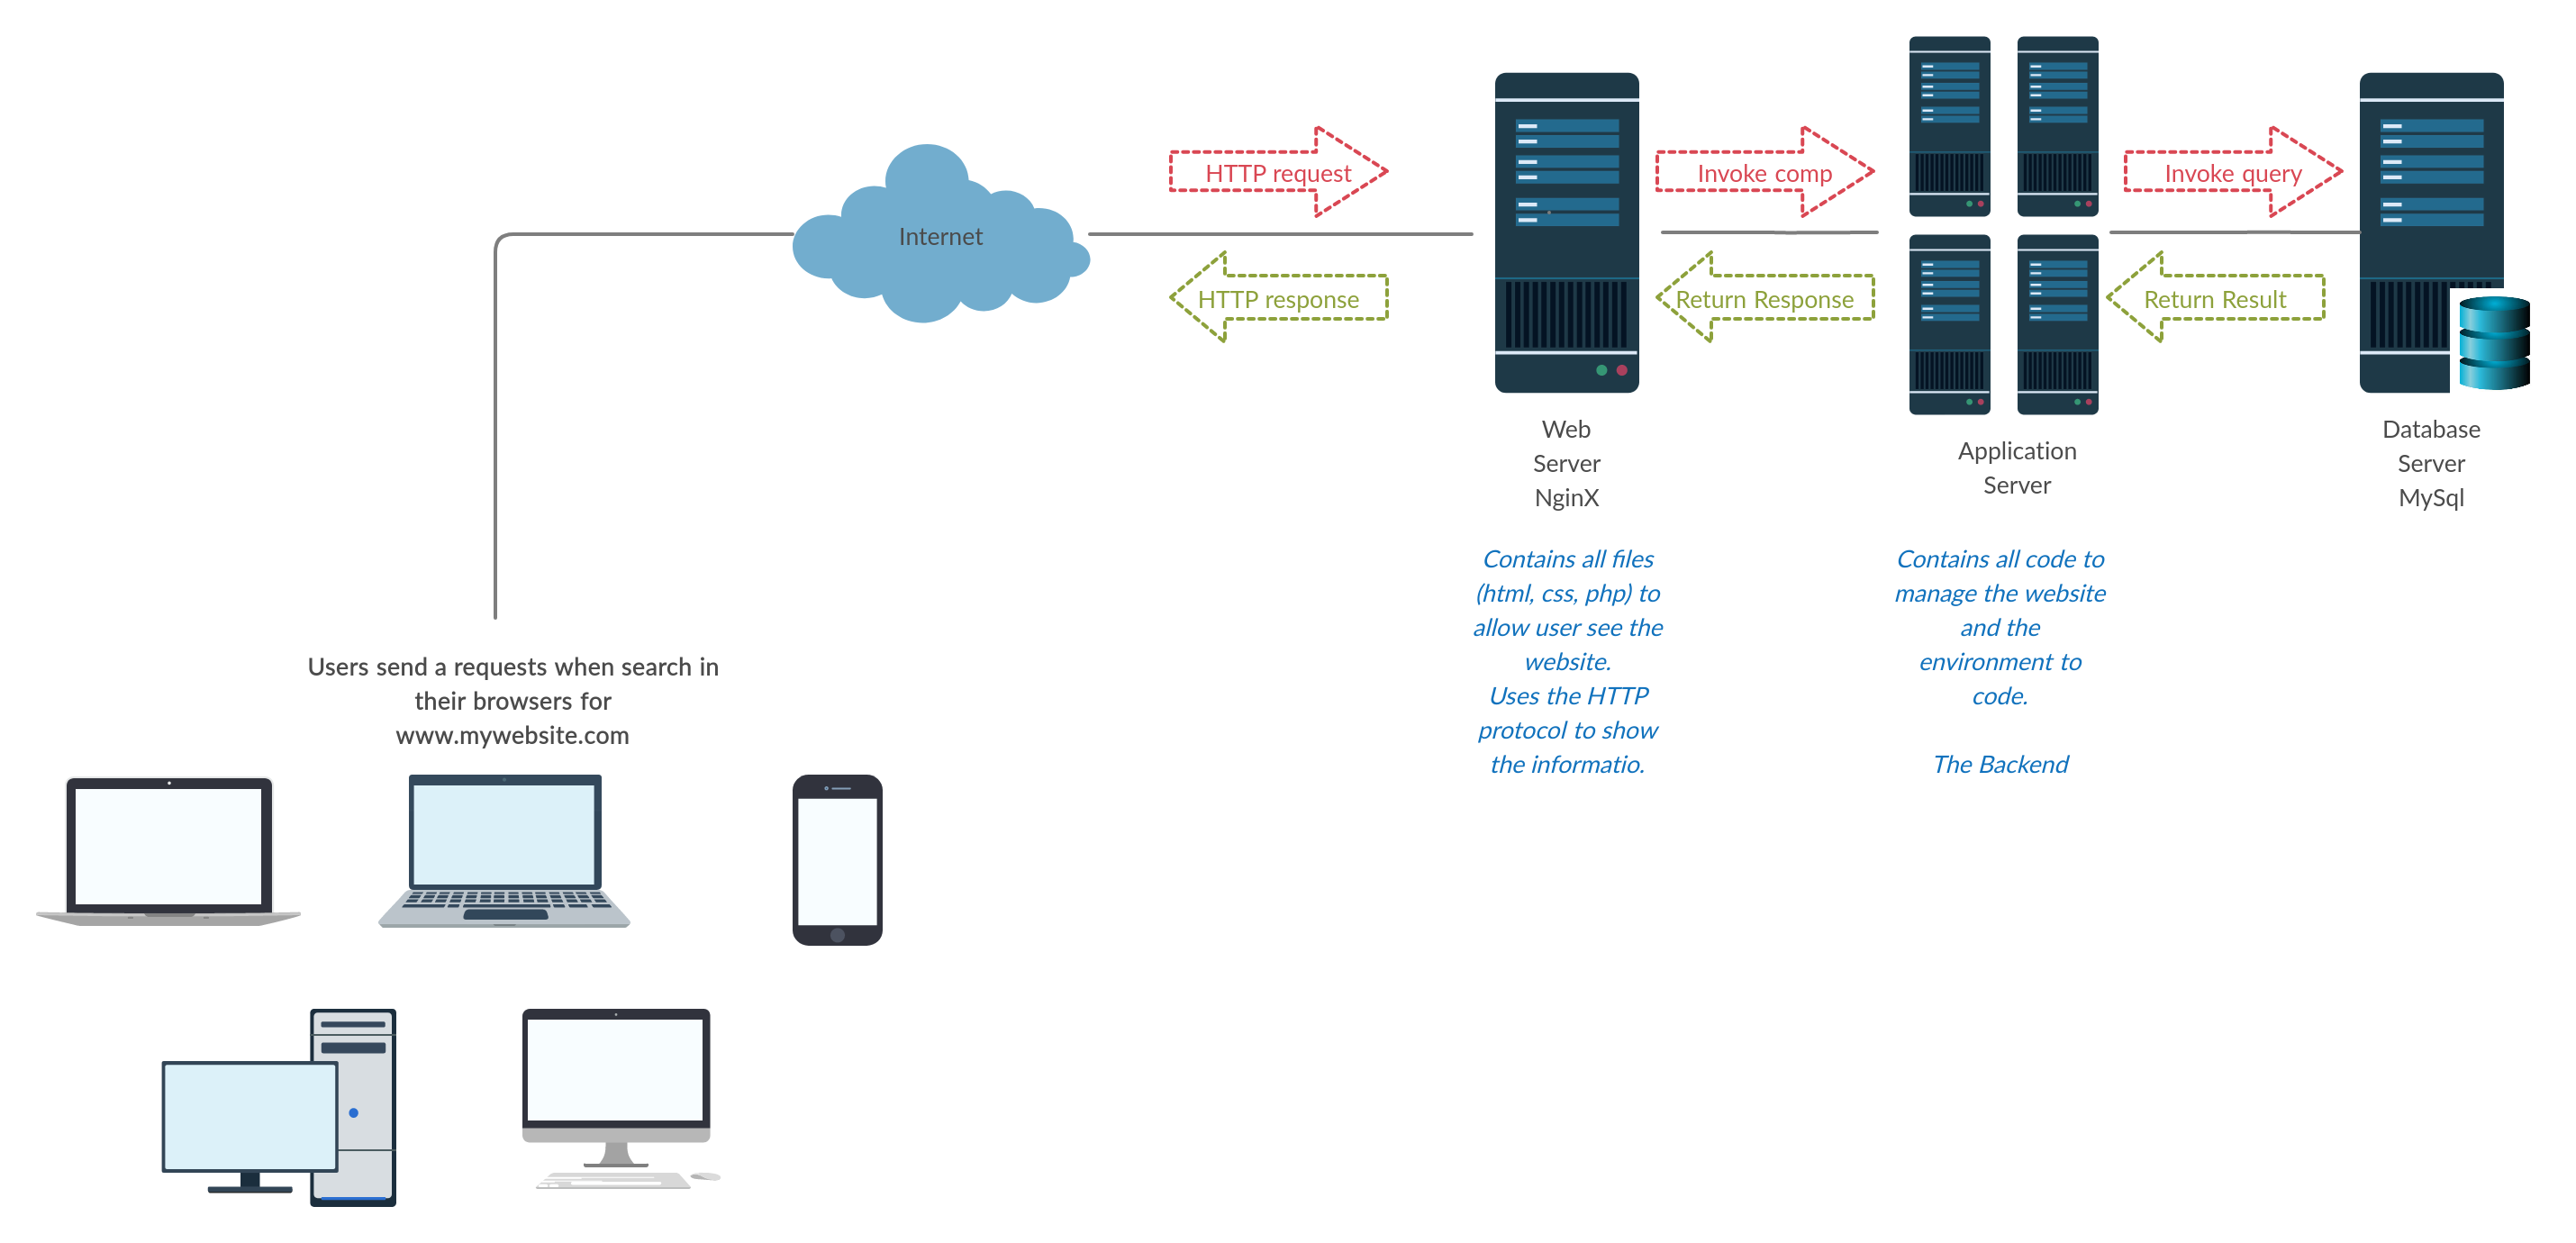 HTTP request
Invoke comp
Invoke query
Internet
HTTP response
Return Response
Return Result
Web
Server
NginX
Application
Server
Database
Server
MySql
Contains all files
(html, css, php) to
allow user see the
website.
Uses the HTTP
protocol to show
the informatio.
Contains all code to
manage the website
and the
environment to
code.
The Backend
Users send a requests when search in
their browsers for
www.mywebsite.com